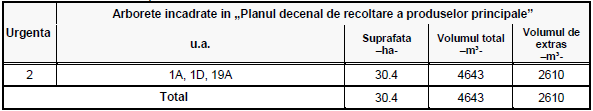 Arborete incadrate in „Planul decenal de recoltare a produselor principale”
Urgenta
u.a.
Suprafata
–ha-
Volumul total
–m³-
Volumul de
extras
–m³-
2
1A, 1D, 19A
30.4
4643
2610
Total
30.4
4643
2610